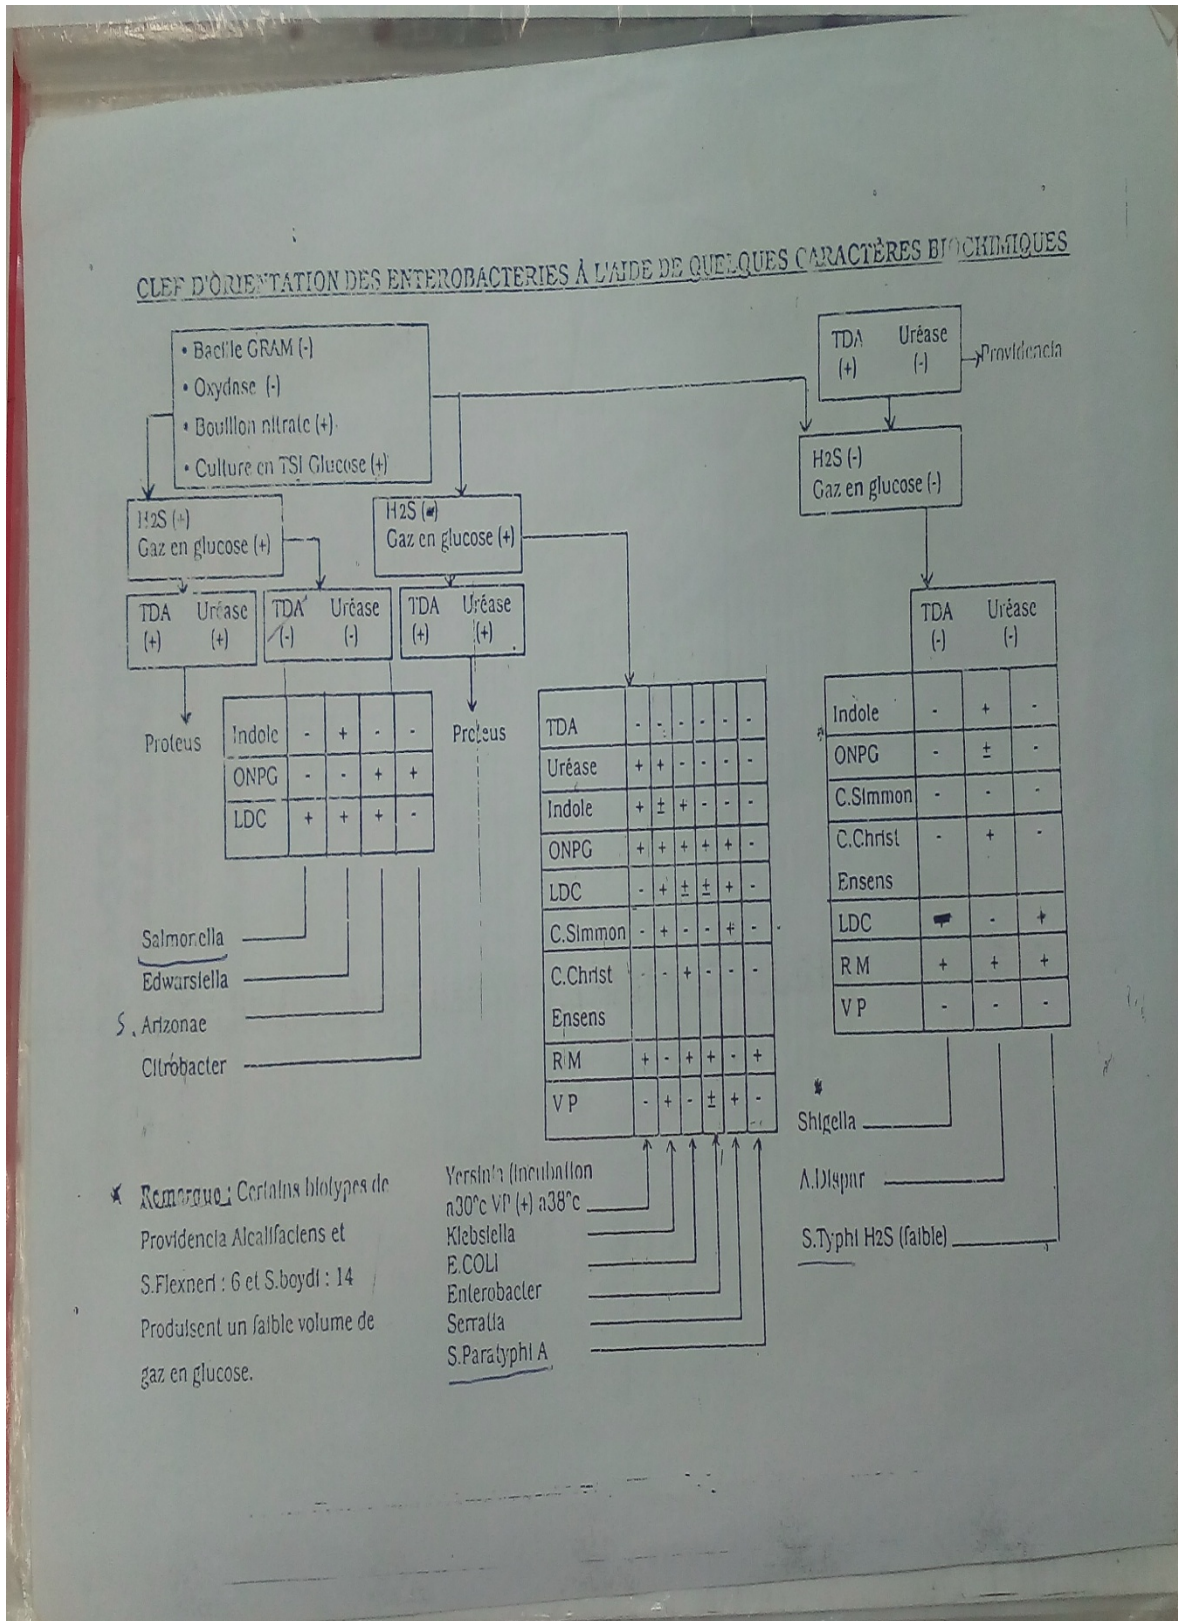 CLEF D'ORIENTATION DES ENTEROBACTERIES À L'AIDE DE QUELQUES CARACTÈRES BIOCHIMIQUES
• Bacille GRAM (-)
• Oxydase (-)
• Bouillon nitrate (+)
• Culture en TSI Glucose (+)
TDA Uréase
(+) (-)
Providencia
H2S (-)
Gaz en glucose (-)
H2S (+)
Gaz en glucose (+)
H2S (-)
Gaz en glucose (+)
TDA Uréase
(+) (+)
TDA Uréase
(-) (-)
TDA Uréase
(+) (+)
TDA Uréase
(-) (-)
Proteus
Indole - + - -
ONPG - - + +
LDC + + + -
Salmonella
Edwarsiella
S. Arizonae
Citrobacter
Proteus
TDA - - - - - -
Uréase + + - - - -
Indole + ± + - - -
ONPG + + + + + -
LDC - + ± ± + -
C.Simmon - + - - + -
C.Christ - - + - - -
Ensens
RM + - + + - +
VP - + - ± + -
Yersinia (incubation
a30°c VP (+) a38°c
Klebsiella
E.COLI
Enterobacter
Serratia
S.Paratyphi A
Indole - + -
ONPG - ± -
C.Simmon - - -
C.Christ - + -
Ensens
LDC - - +
RM + + +
VP - - -
* Shigella
A.Dispar
S.Typhi H2S (faible)
* Remarque : Certains biotypes de
Providencia Alcalifaciens et
S.Flexneri : 6 et S.boydi : 14
Produisent un faible volume de
gaz en glucose.